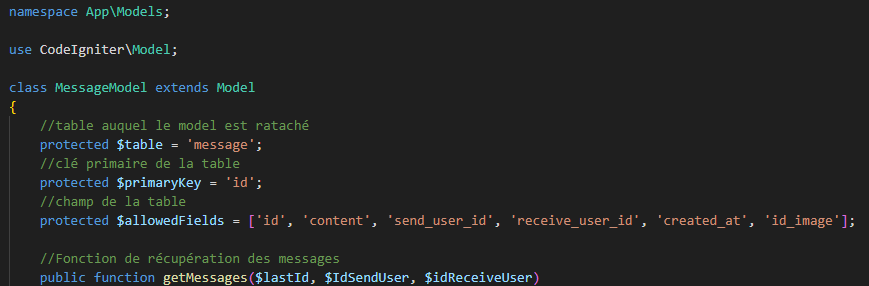 namespace App\Models;
use CodeIgniter\Model;
class MessageModel extends Model
{
//table auquel le model est rataché
protected $table = 'message';
//clé primaire de la table
protected $primaryKey = 'id';
//champ de la table
protected $allowedFields = ['id', 'content', 'send_user_id', 'receive_user_id', 'created_at', 'id_image'];
//Fonction de récupération des messages
public function getMessages($lastId, $IdSendUser, $idReceiveUser)